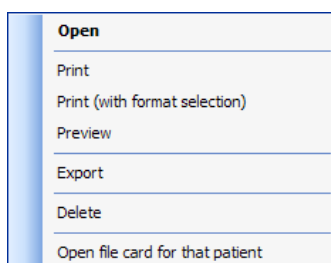 Open
Print
Print (with format selection)
Preview
Export
Delete
Open file card for that patient